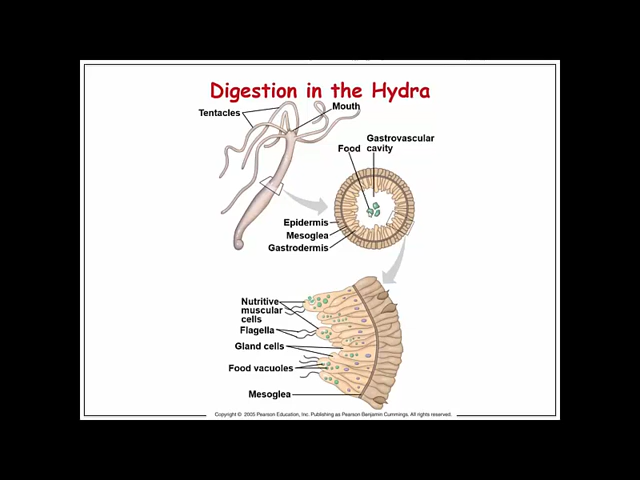 Digestion in the Hydra
Tentacles
Mouth
Gastrovascular
cavity
Food
Epidermis
Mesoglea
Gastrodermis
Nutritive
muscular
cells
Flagella
Gland cells
Food vacuoles
Mesoglea
Copyright © 2005 Pearson Education, Inc. Publishing as Pearson Benjamin Cummings. All rights reserved.